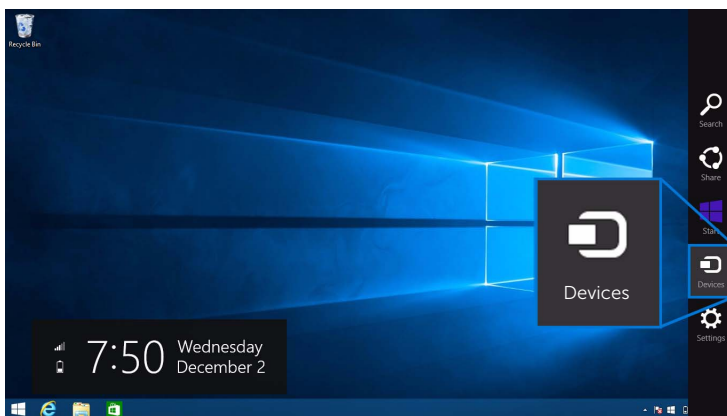 Recycle Bin
Search
Share
Start
Devices
Devices
Settings
7:50
Wednesday
December 2